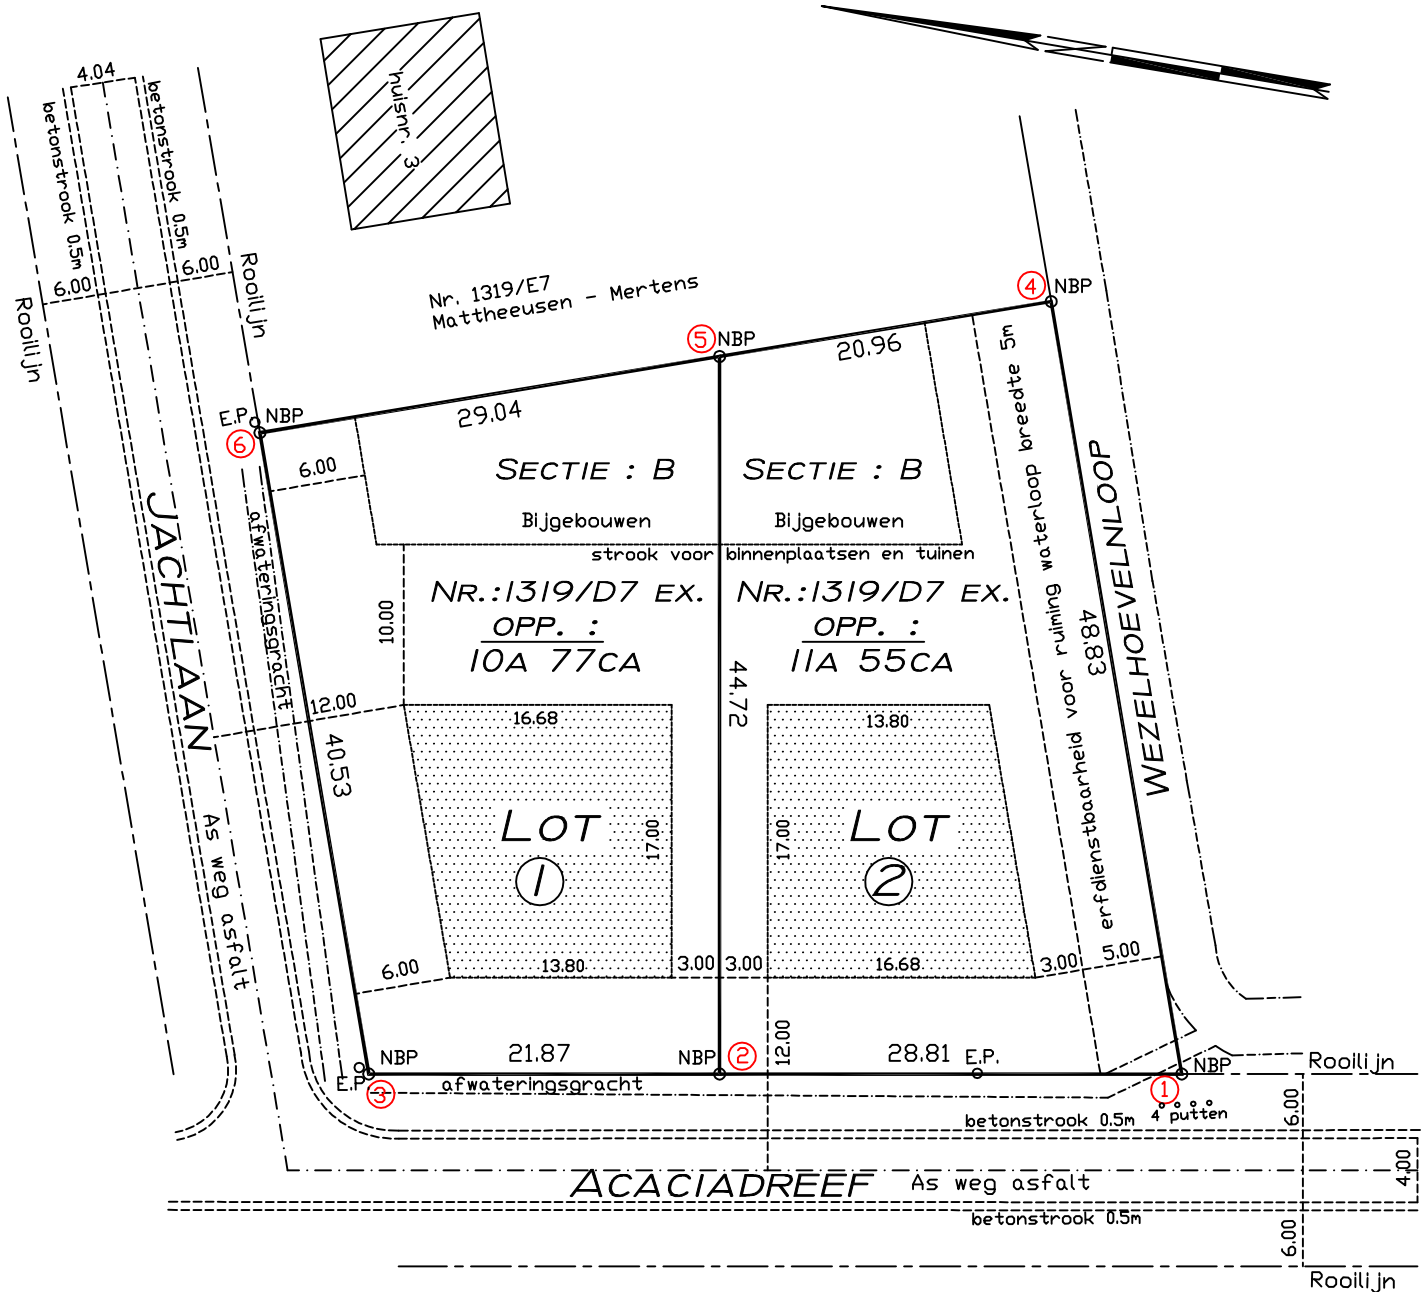 4.04
betonstrook 0.5m
betonstrook 0.5m
huisnr. 3
6.00
6.00
Rooilijn
Rooilijn
Nr. 1319/E7
Mattheeusen - Mertens
4
NBP
5
NBP
20.96
29.04
E.P.
NBP
6
6.00
SECTIE : B
SECTIE : B
Bijgebouwen
Bijgebouwen
strook voor binnenplaatsen en tuinen
NR.:1319/D7 EX.
NR.:1319/D7 EX.
OPP. :
OPP. :
10A 77CA
11A 55CA
10.00
44.72
48.83
erfdienstbaarheid voor ruiming waterloop breedte 5m
WEZELHOEVELNLOOP
JACHTLAAN
afwateringsgracht
12.00
40.53
16.68
13.80
LOT
1
17.00
17.00
LOT
2
As weg asfalt
6.00
13.80
3.00
3.00
16.68
3.00
5.00
NBP
21.87
NBP
2
12.00
28.81
E.P.
NBP
Rooilijn
E.P.
3
afwateringsgracht
1
4 putten
betonstrook 0.5m
6.00
4.00
ACACIADREEF
As weg asfalt
betonstrook 0.5m
6.00
Rooilijn